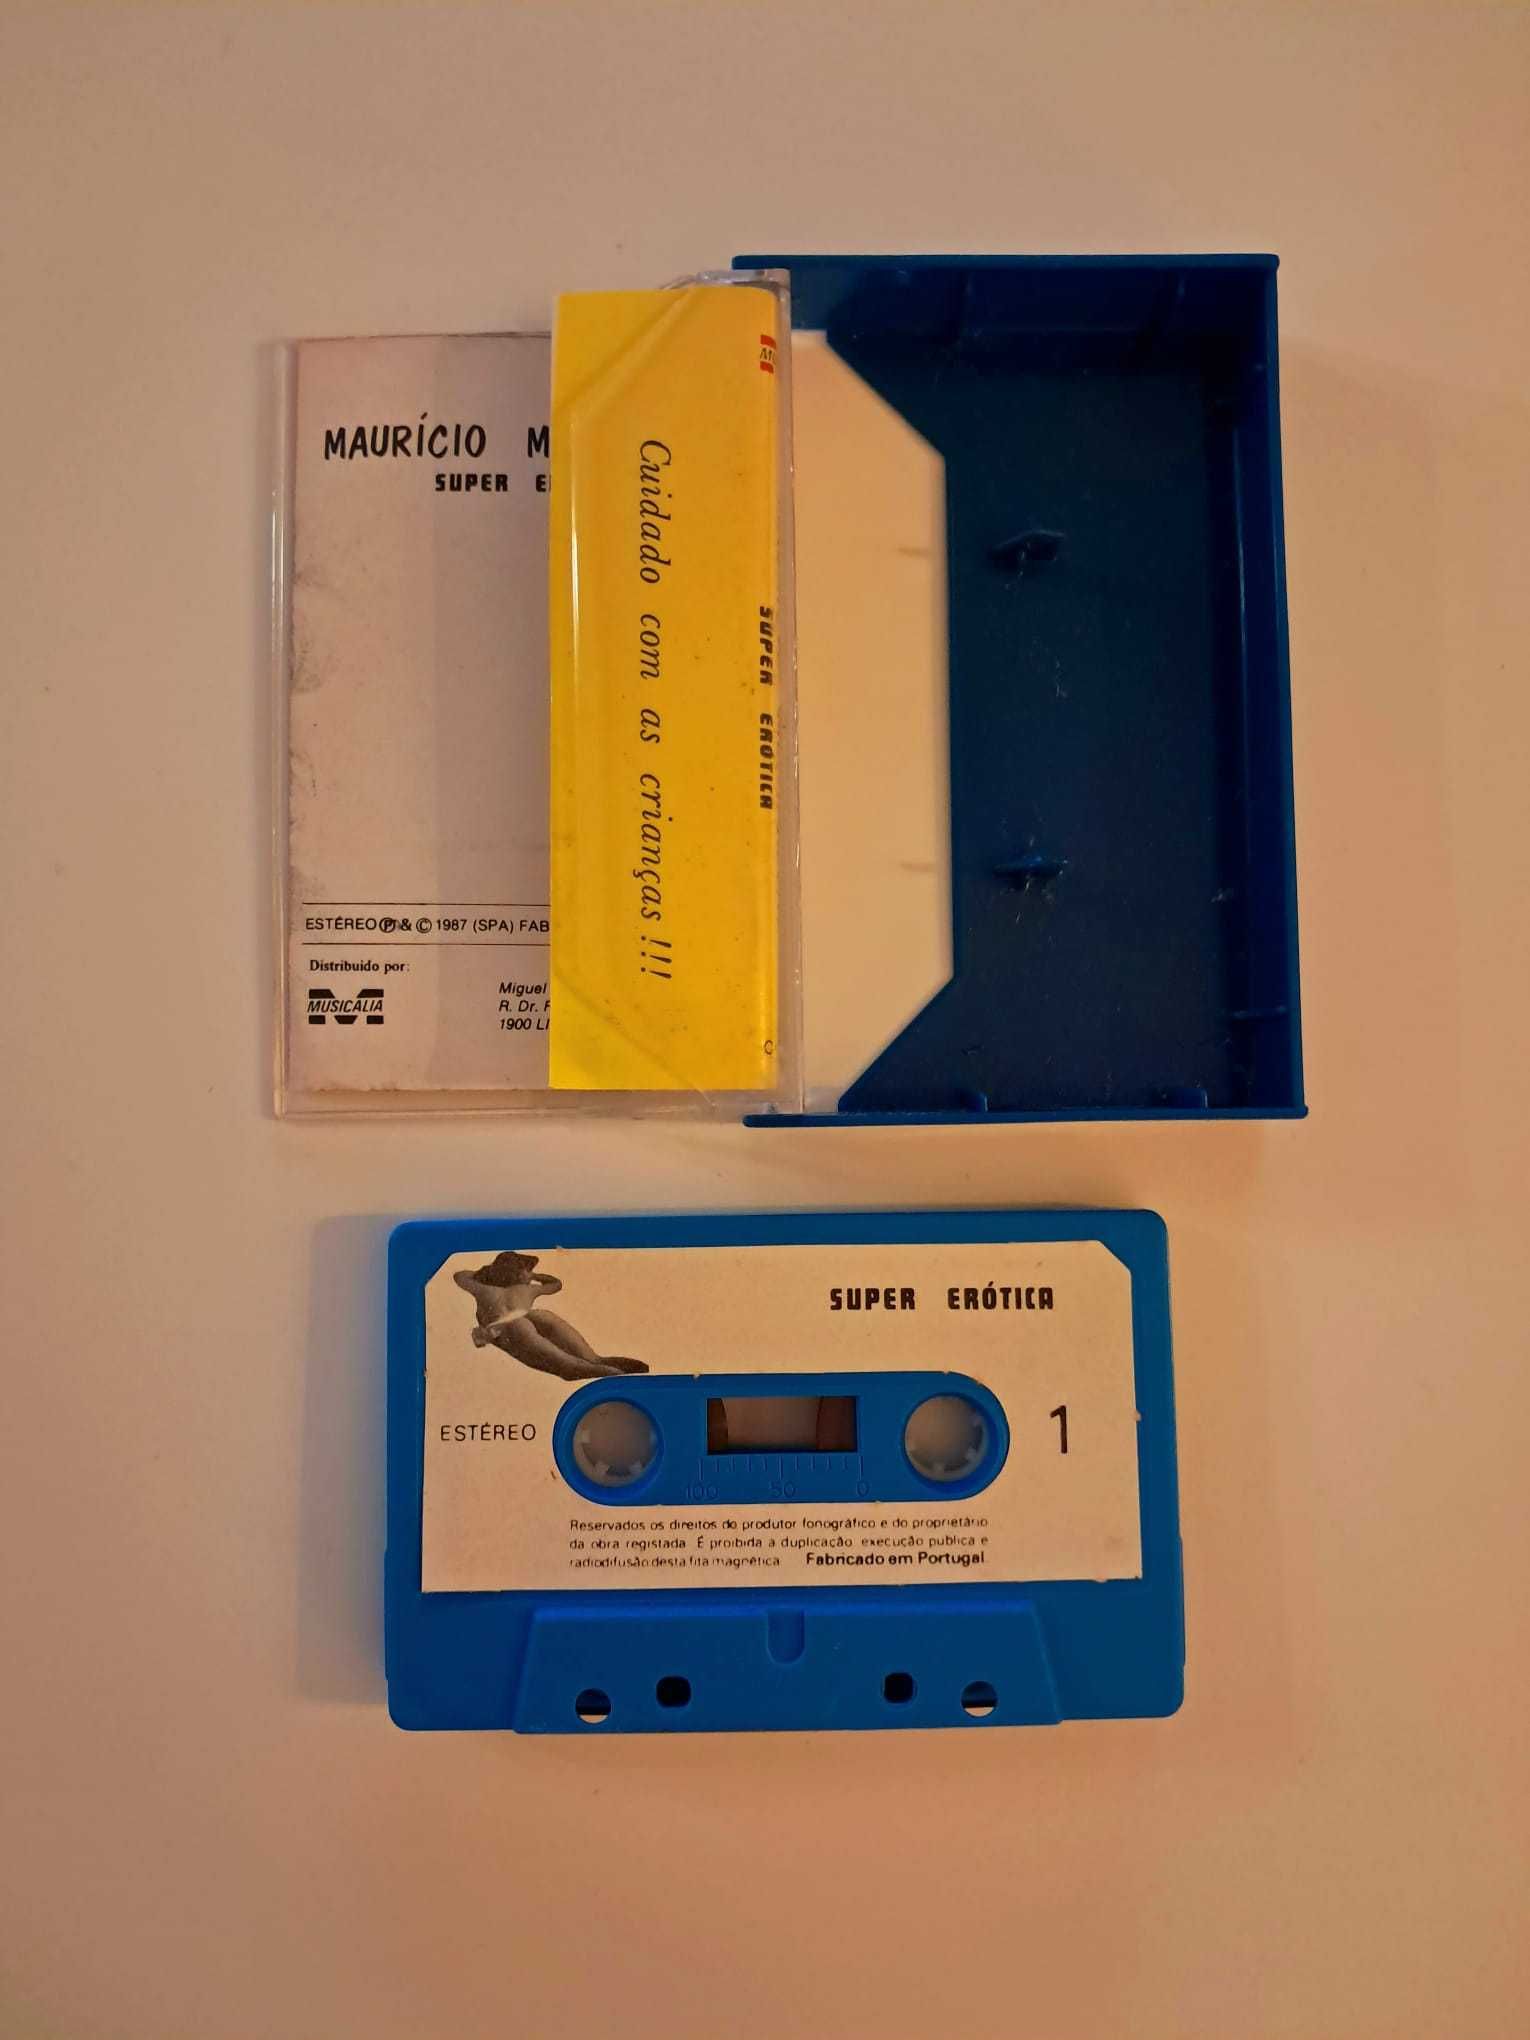 MAURÍCIO M
SUPER E
ESTÉREO Ⓟ & © 1987 (SPA) FAB
Distribuido por:
MUSICALIA
Miguel
R. Dr.
1900 LI
Cuidado com as crianças!!!
SUPER ERÓTICA
SUPER ERÓTICA
ESTÉREO
1
100 50 0
Reservados os direitos do produtor fonográfico e do proprietário
da obra registada É proibida a duplicação execução publica e
radiodifusão desta fita magnética Fabricado em Portugal